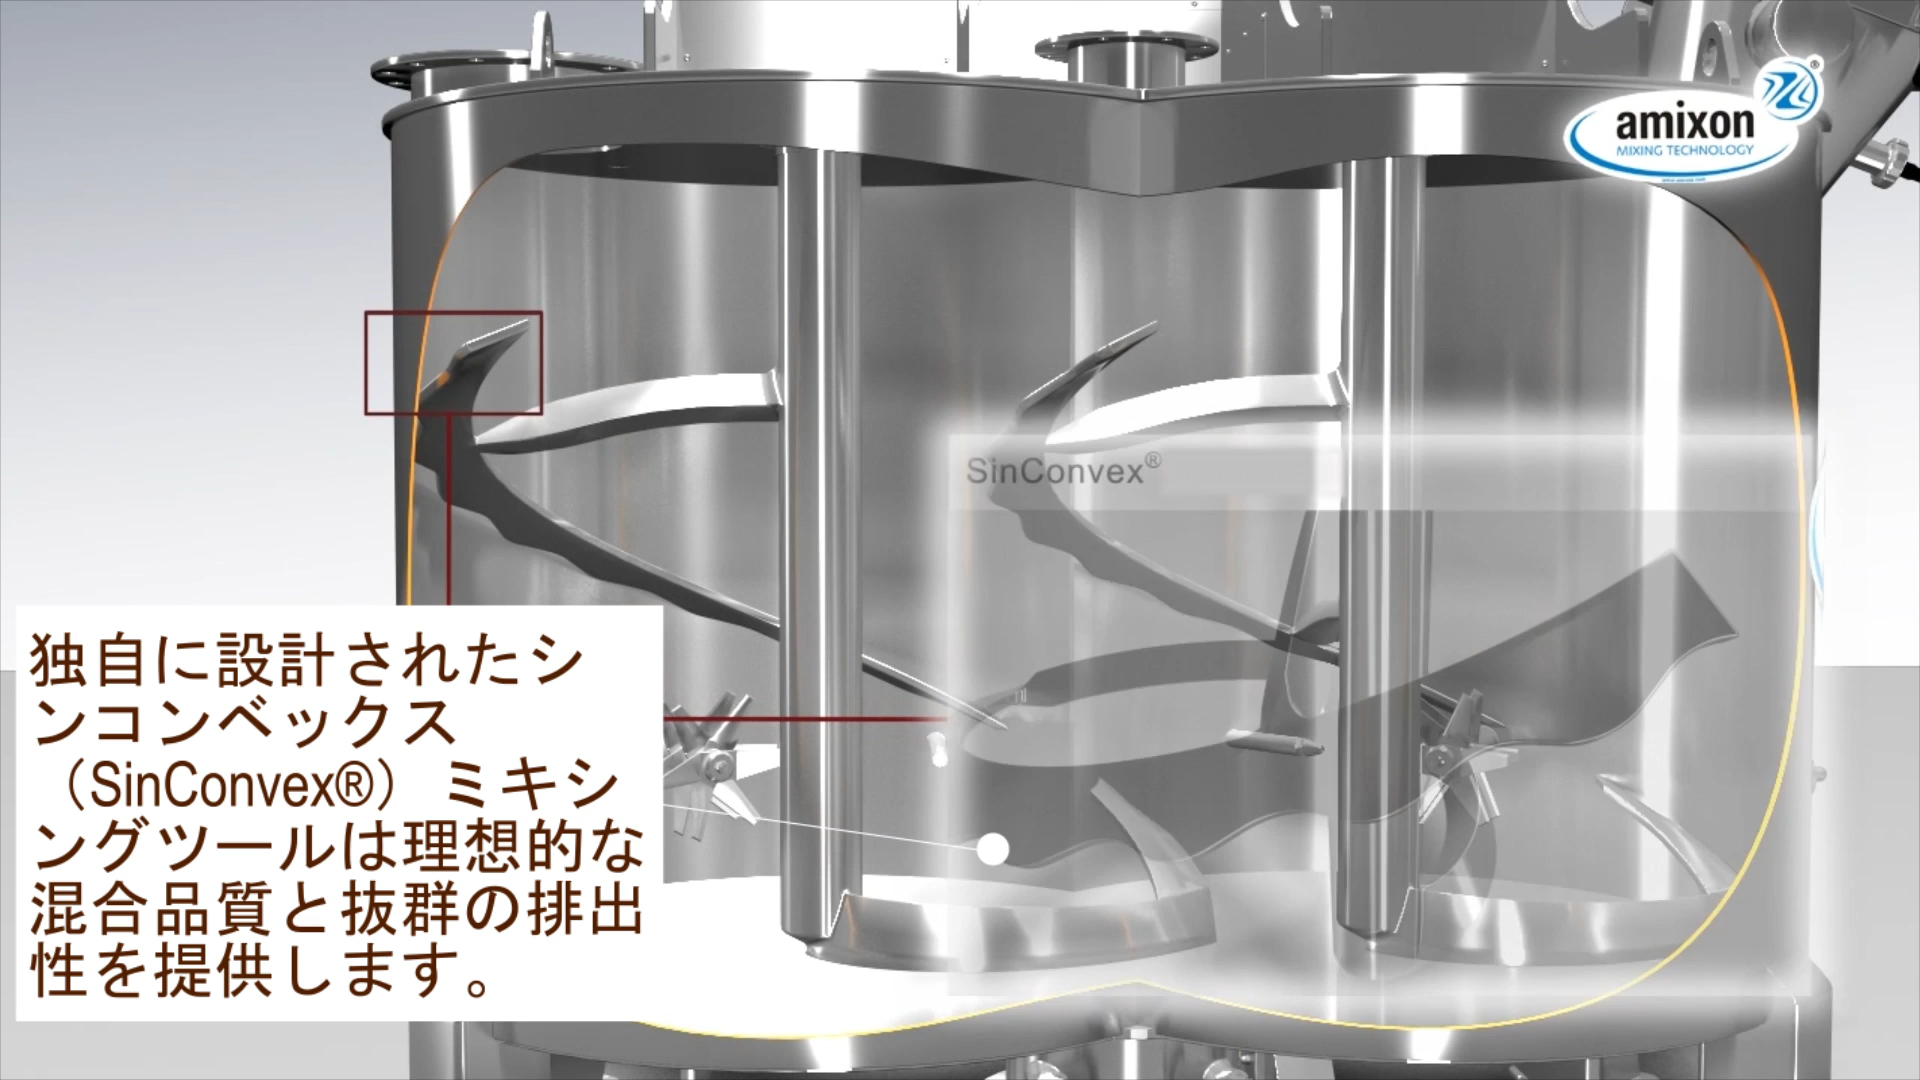 amixon®
MIXING TECHNOLOGY
SinConvex®
独自に設計されたシ
ンコンベックス
（SinConvex®） ミキシ
ングツールは理想的な
混合品質と抜群の排出
性を提供します。